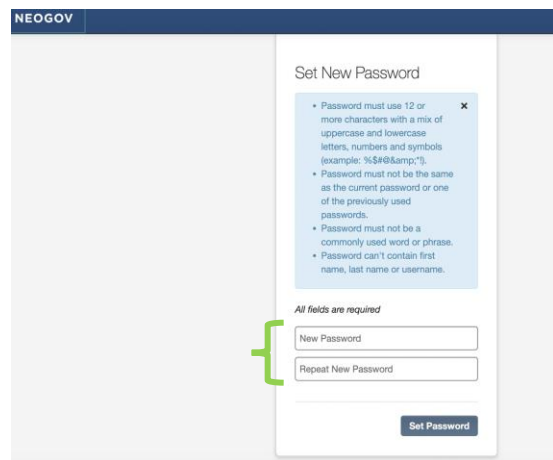 NEOGOV
Set New Password
• Password must use 12 or
more characters with a mix of
uppercase and lowercase
letters, numbers and symbols
(example: %$#@&amp;*!).
• Password must not be the same
as the current password or one
of the previously used
passwords.
• Password must not be a
commonly used word or phrase.
• Password can't contain first
name, last name or username.
All fields are required
New Password
Repeat New Password
Set Password